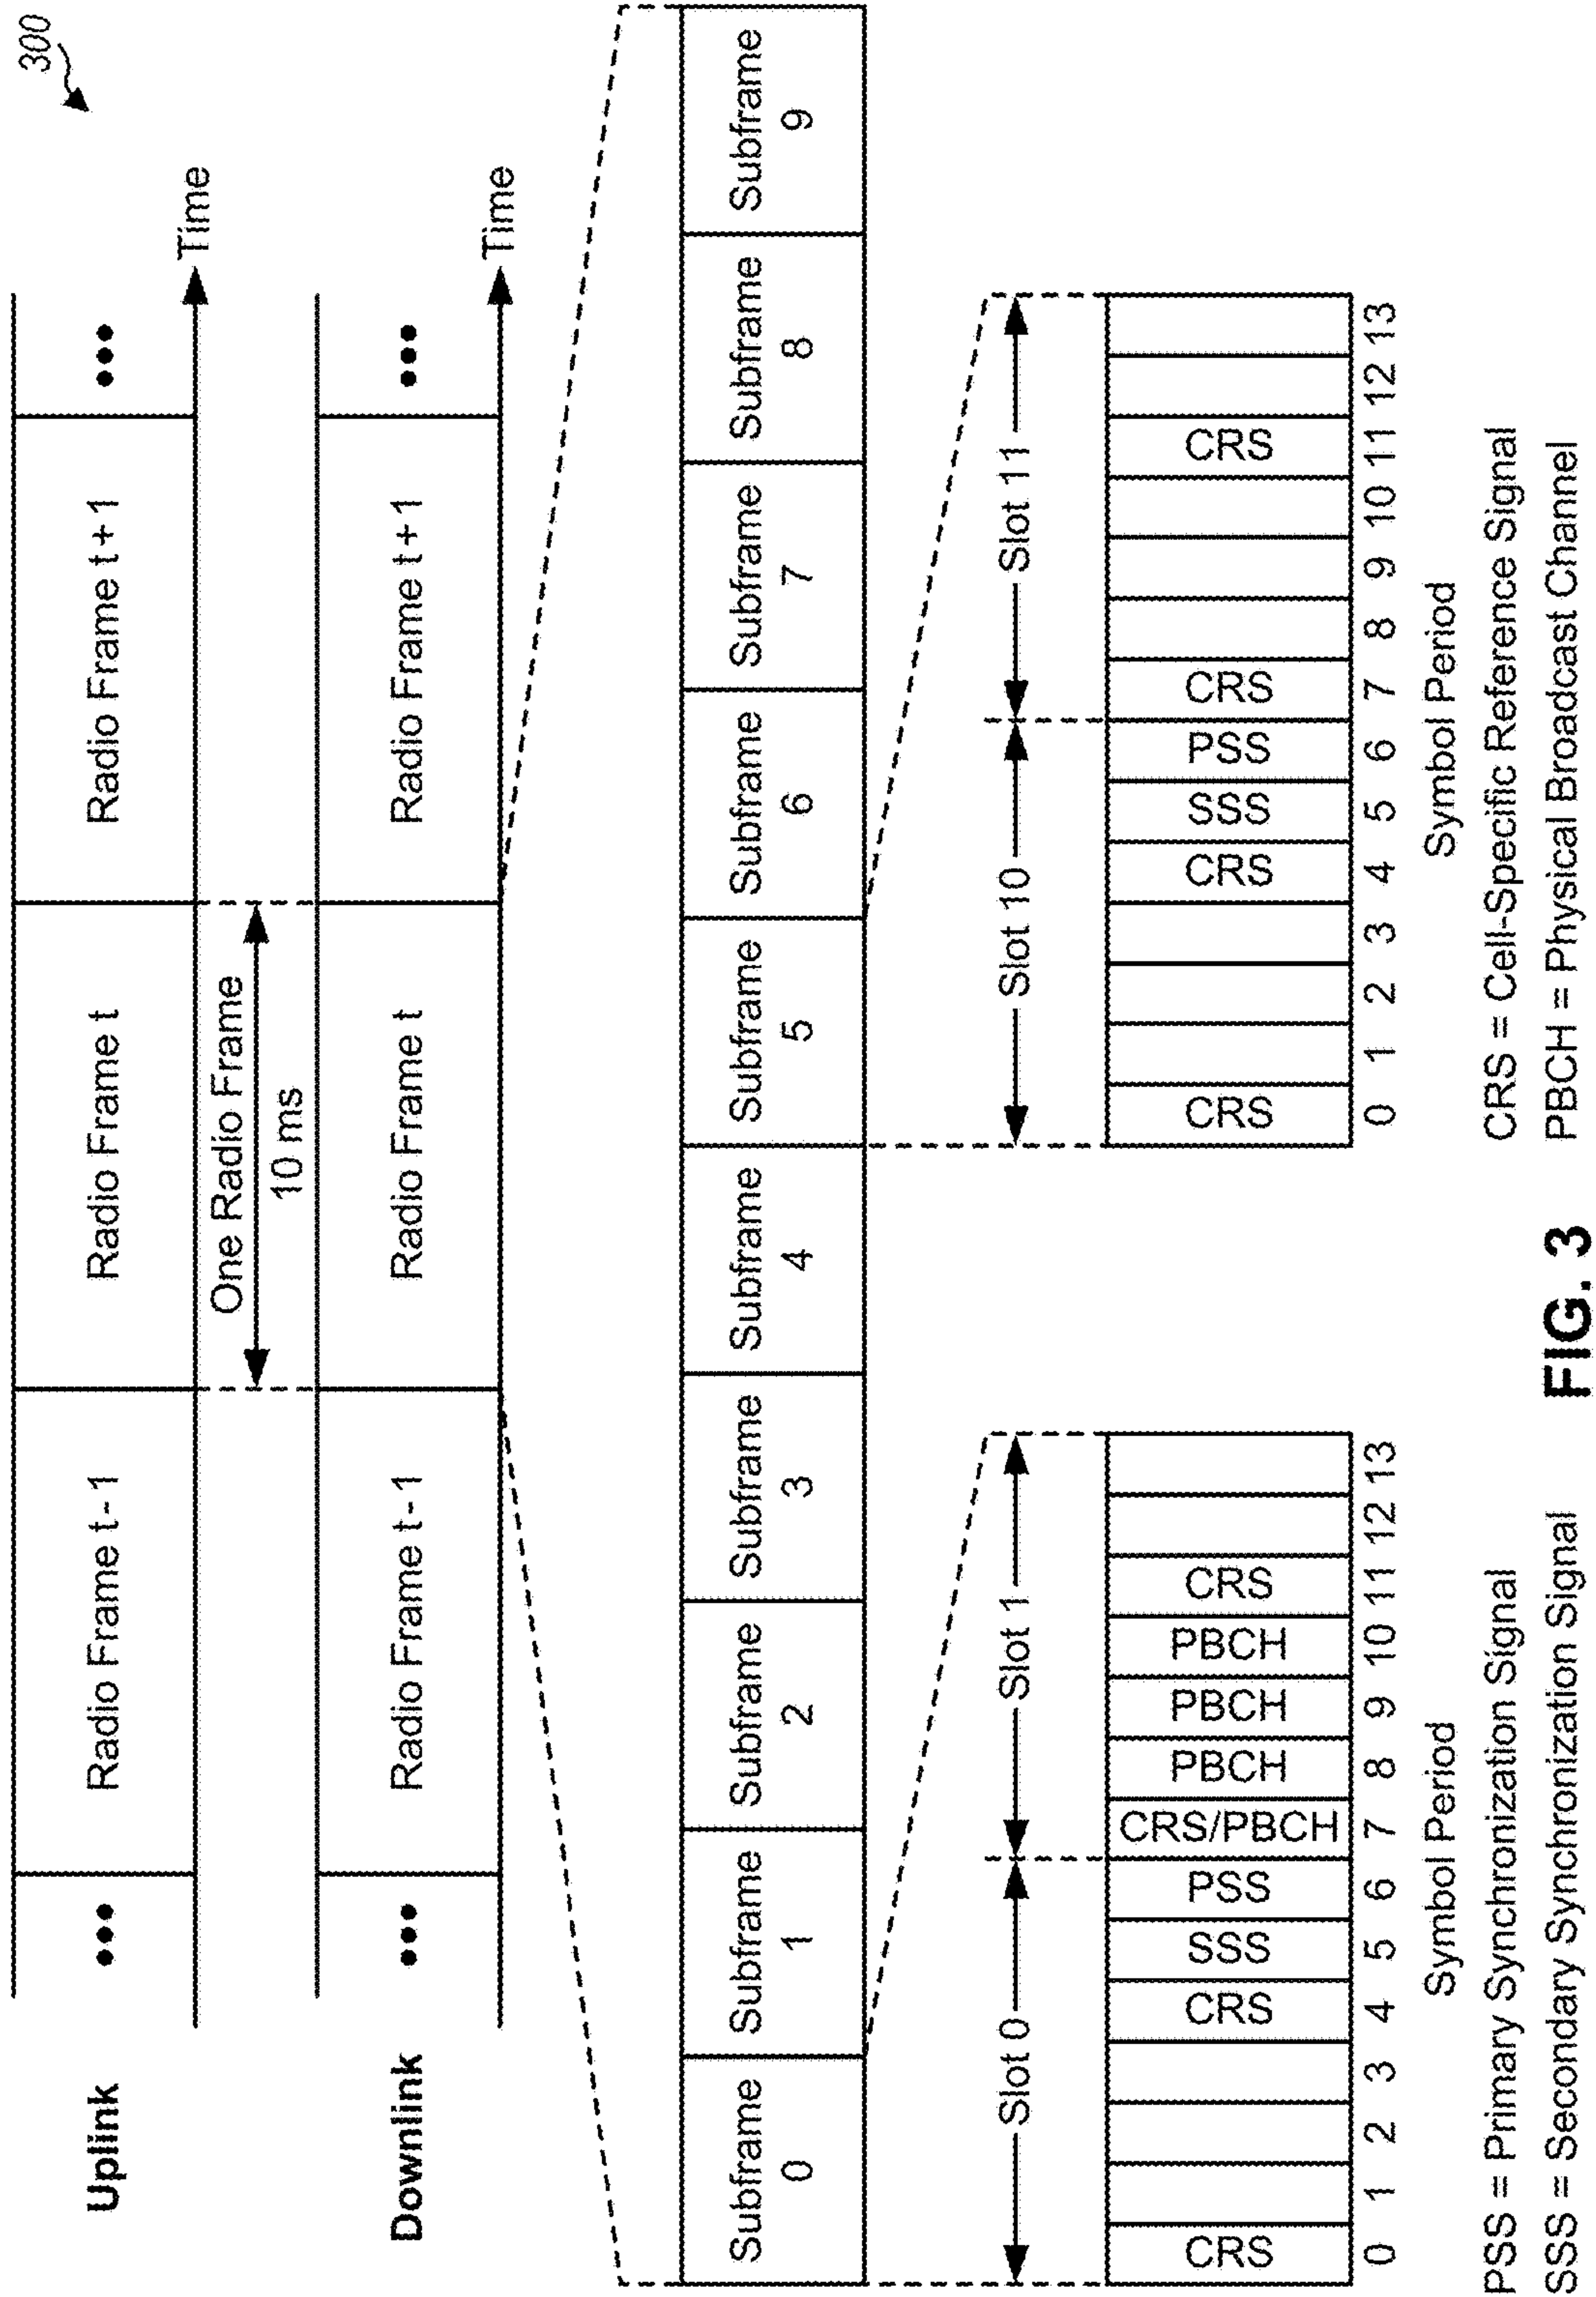 300
Uplink
••• Radio Frame t-1 Radio Frame t Radio Frame t+1 •••
Time
One Radio Frame
10 ms
Downlink
••• Radio Frame t-1 Radio Frame t Radio Frame t+1 •••
Time
Subframe 0
Subframe 1
Subframe 2
Subframe 3
Subframe 4
Subframe 5
Subframe 6
Subframe 7
Subframe 8
Subframe 9
Slot 0 Slot 1
CRS CRS SSS PSS CRS/PBCH PBCH PBCH PBCH CRS
0 1 2 3 4 5 6 7 8 9 10 11 12 13
Symbol Period
Slot 10 Slot 11
CRS CRS SSS PSS CRS CRS
0 1 2 3 4 5 6 7 8 9 10 11 12 13
Symbol Period
PSS = Primary Synchronization Signal
SSS = Secondary Synchronization Signal
CRS = Cell-Specific Reference Signal
PBCH = Physical Broadcast Channel
FIG. 3